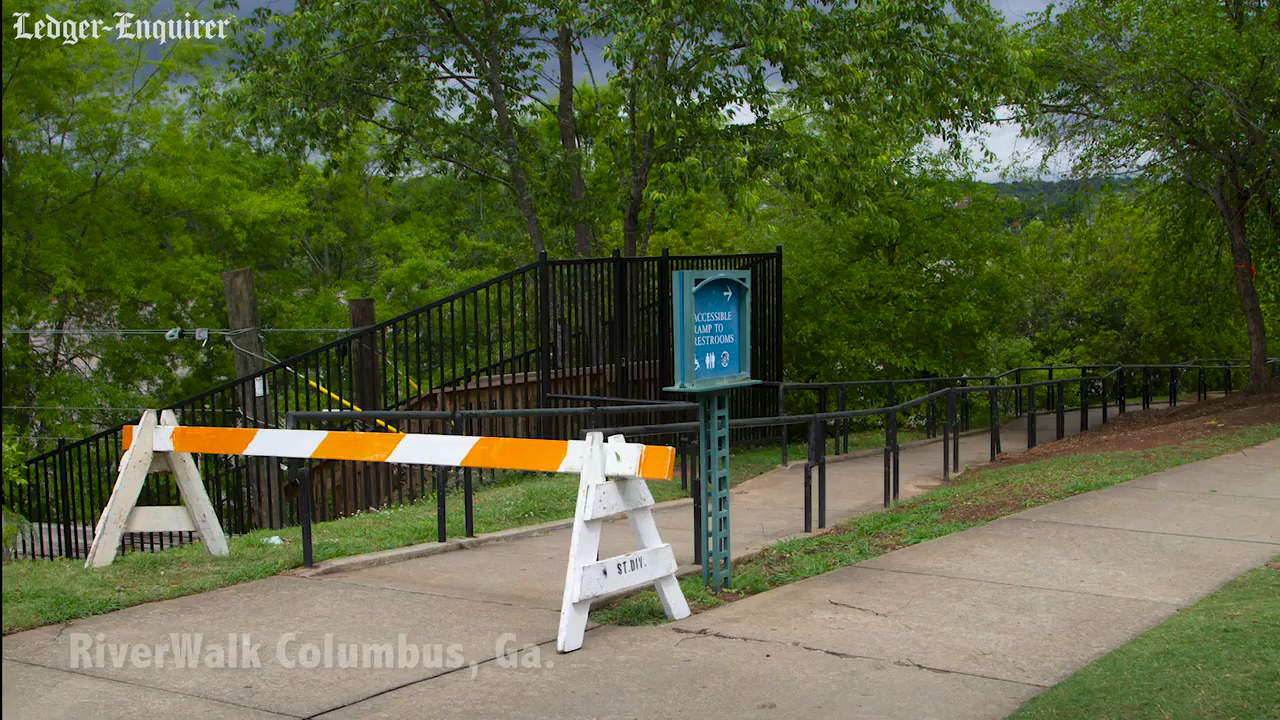 Ledger-Enquirer
ACCESSIBLE
RAMP TO
RESTROOMS
ST.DIV.
RiverWalk Columbus, Ga.